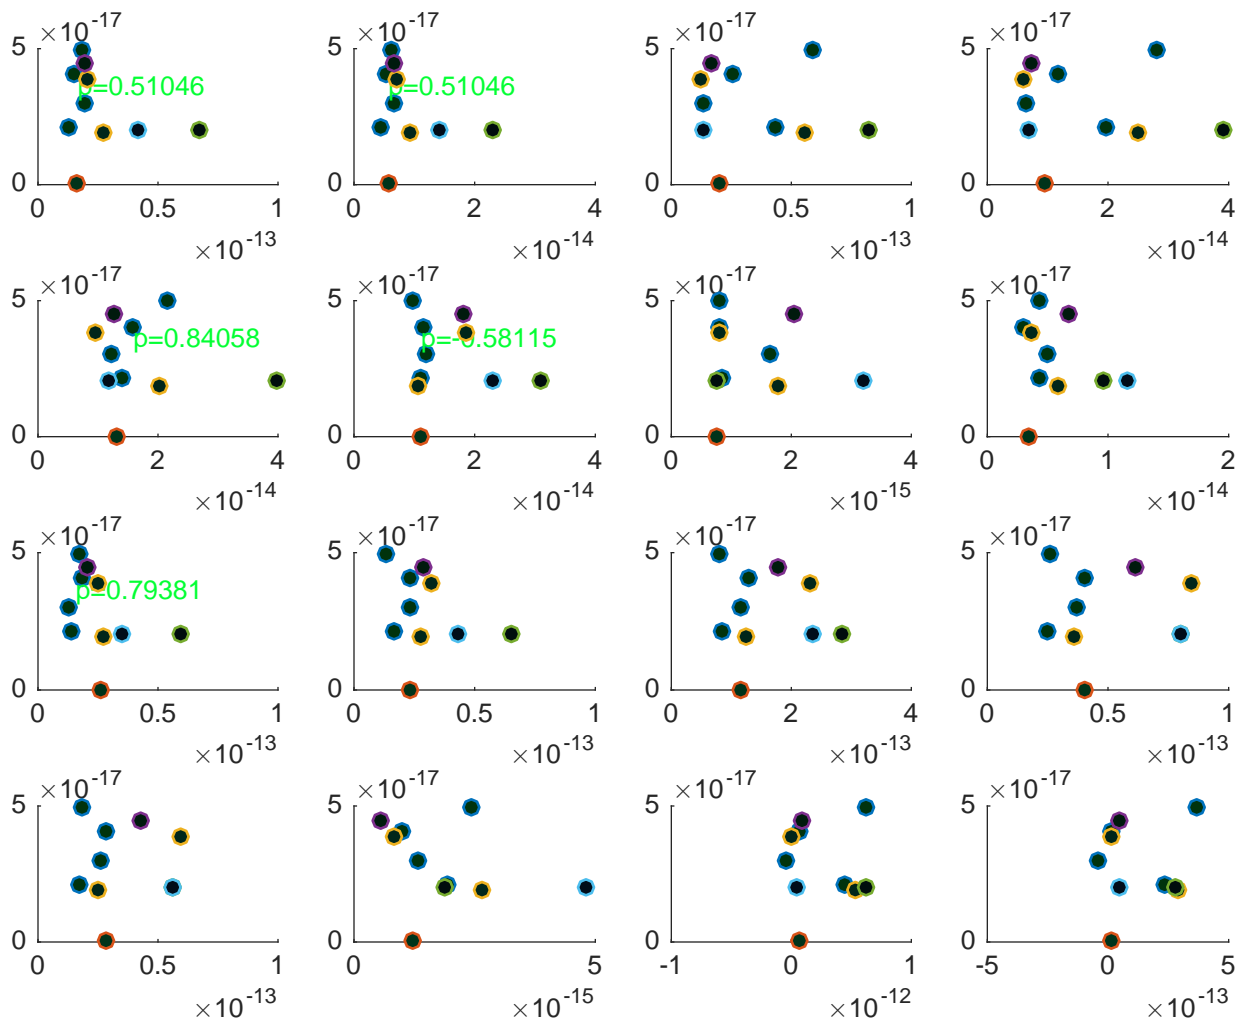 ×10-17 ×10-17 ×10-17 ×10-17
5 5 5 5
p=0.51046 p=0.51046
0 0 0 0
0 0.5 1 0 2 4 0 0.5 1 0 2 4
×10-13 ×10-14 ×10-13 ×10-14
×10-17 ×10-17 ×10-17 ×10-17
5 5 5 5
p=0.84058 p=-0.58115
0 0 0 0
0 2 4 0 2 4 0 2 4 0 1 2
×10-14 ×10-14 ×10-15 ×10-14
×10-17 ×10-17 ×10-17 ×10-17
5 5 5 5
p=0.79381
0 0 0 0
0 0.5 1 0 0.5 1 0 2 4 0 0.5 1
×10-13 ×10-13 ×10-13 ×10-13
×10-17 ×10-17 ×10-17 ×10-17
5 5 5 5
0 0 0 0
0 0.5 1 0 5 -1 0 1 -5 0 5
×10-13 ×10-15 ×10-12 ×10-13